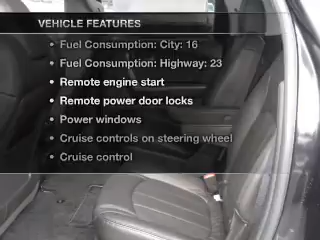 VEHICLE FEATURES
• Fuel Consumption: City: 16
• Fuel Consumption: Highway: 23
• Remote engine start
• Remote power door locks
• Power windows
• Cruise controls on steering wheel
• Cruise control